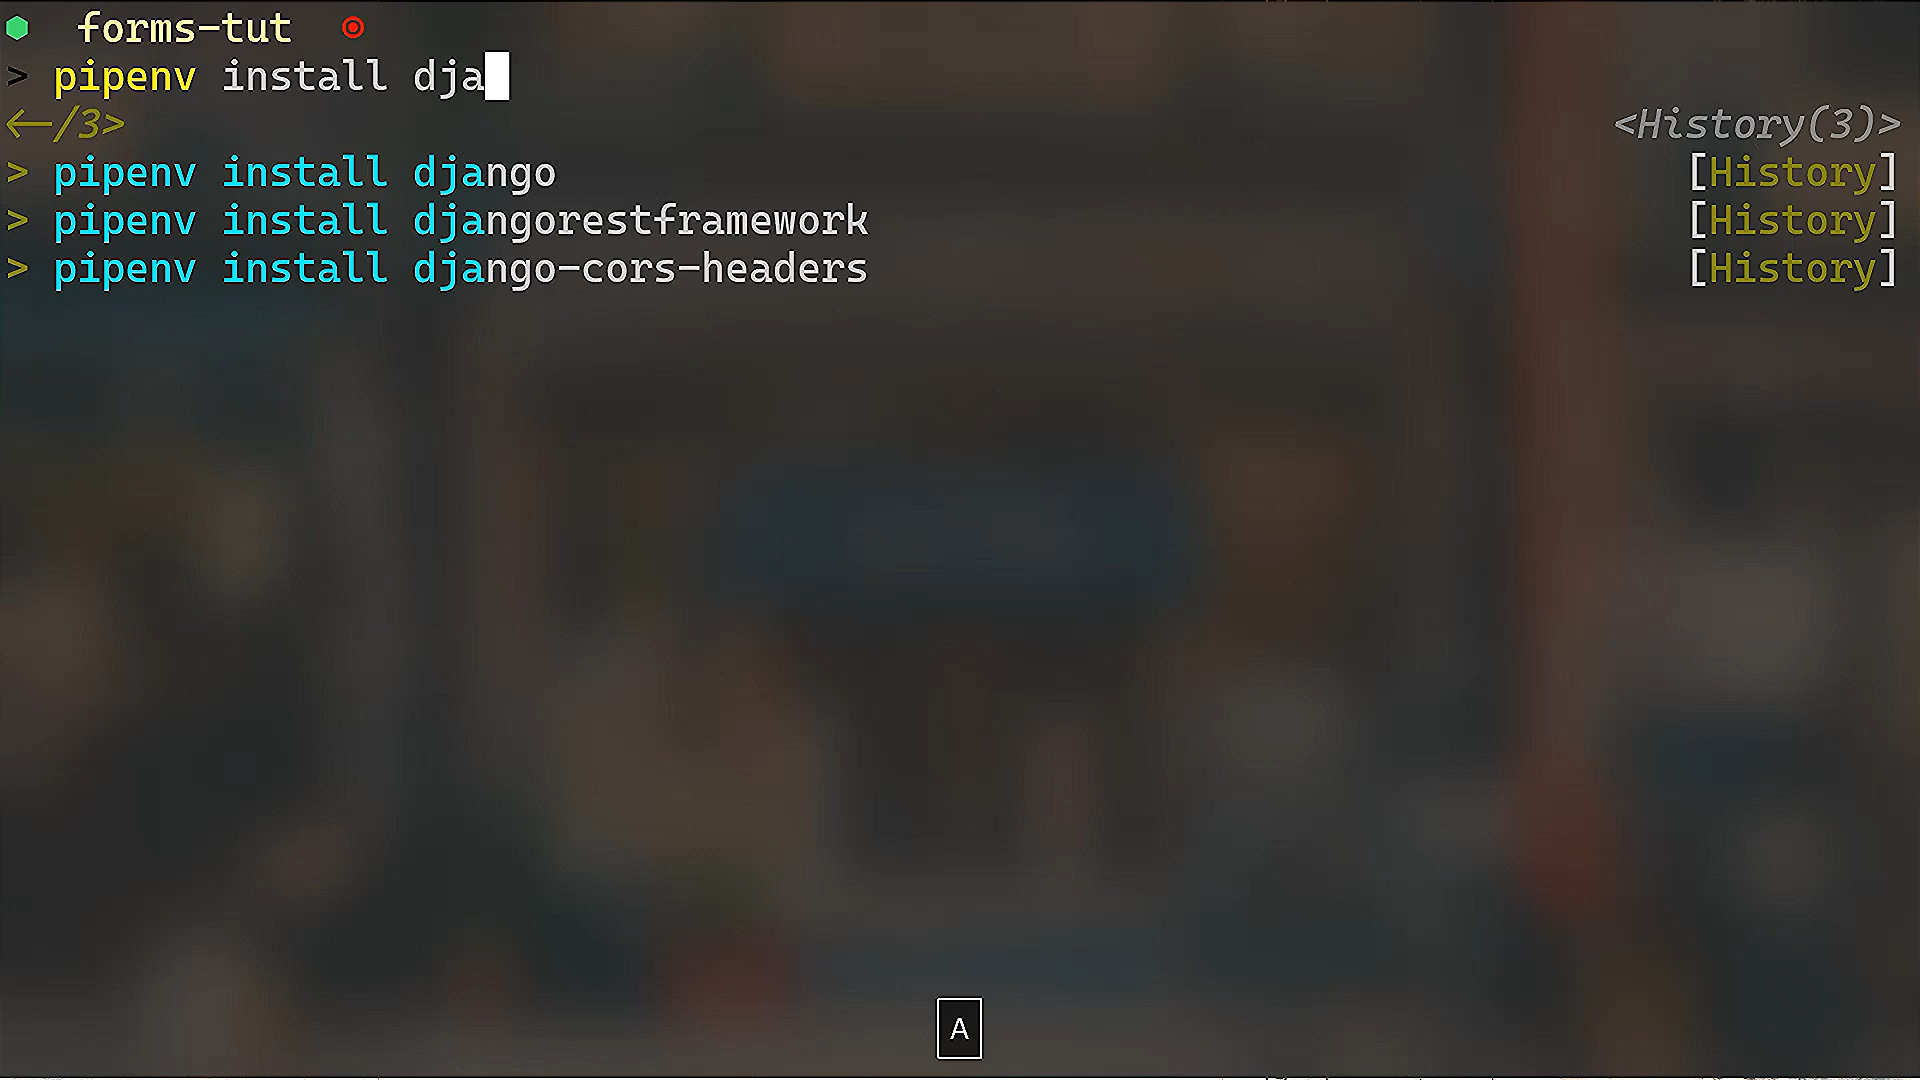 forms-tut
> pipenv install dja
<-/3> <History(3)>
> pipenv install django [History]
> pipenv install djangorestframework [History]
> pipenv install django-cors-headers [History]
A